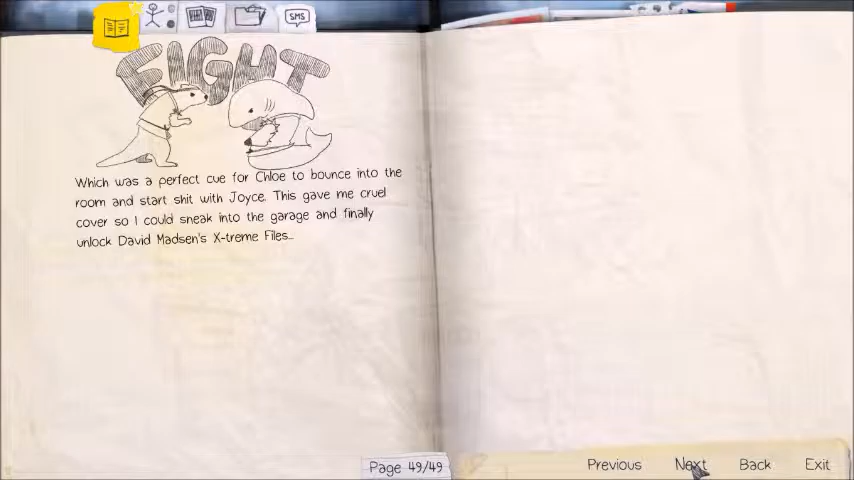 SMS
FIGHT
Which was a perfect cue for Chloe to bounce into the
room and start shit with Joyce. This gave me cruel
cover so I could sneak into the garage and finally
unlock David Madsen's X-treme Files...
Page 49/49
Previous Next Back Exit